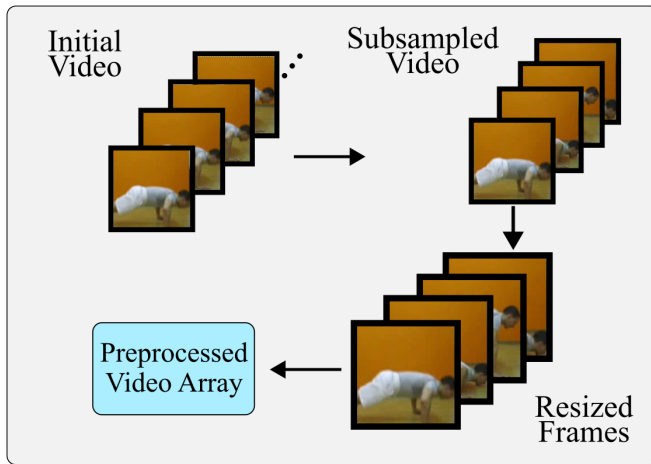 Initial
Video
Subsampled
Video
Preprocessed
Video Array
Resized
Frames